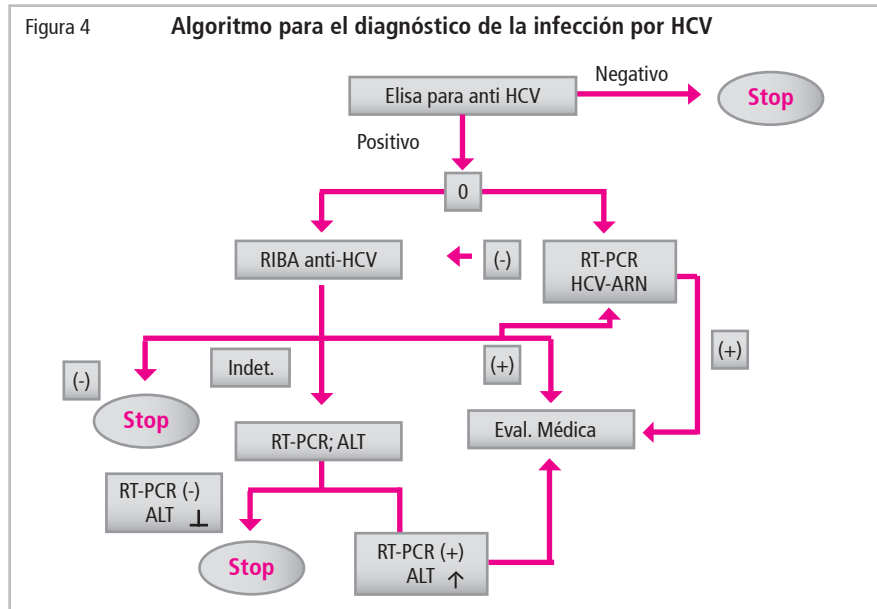 Figura 4
Algoritmo para el diagnóstico de la infección por HCV
Elisa para anti HCV
Negativo
Stop
Positivo
0
RIBA anti-HCV
(-)
RT-PCR
HCV-ARN
(+)
(-)
Stop
Indet.
(+)
RT-PCR; ALT
Eval. Médica
RT-PCR (-)
ALT ⊥
Stop
RT-PCR (+)
ALT ↑